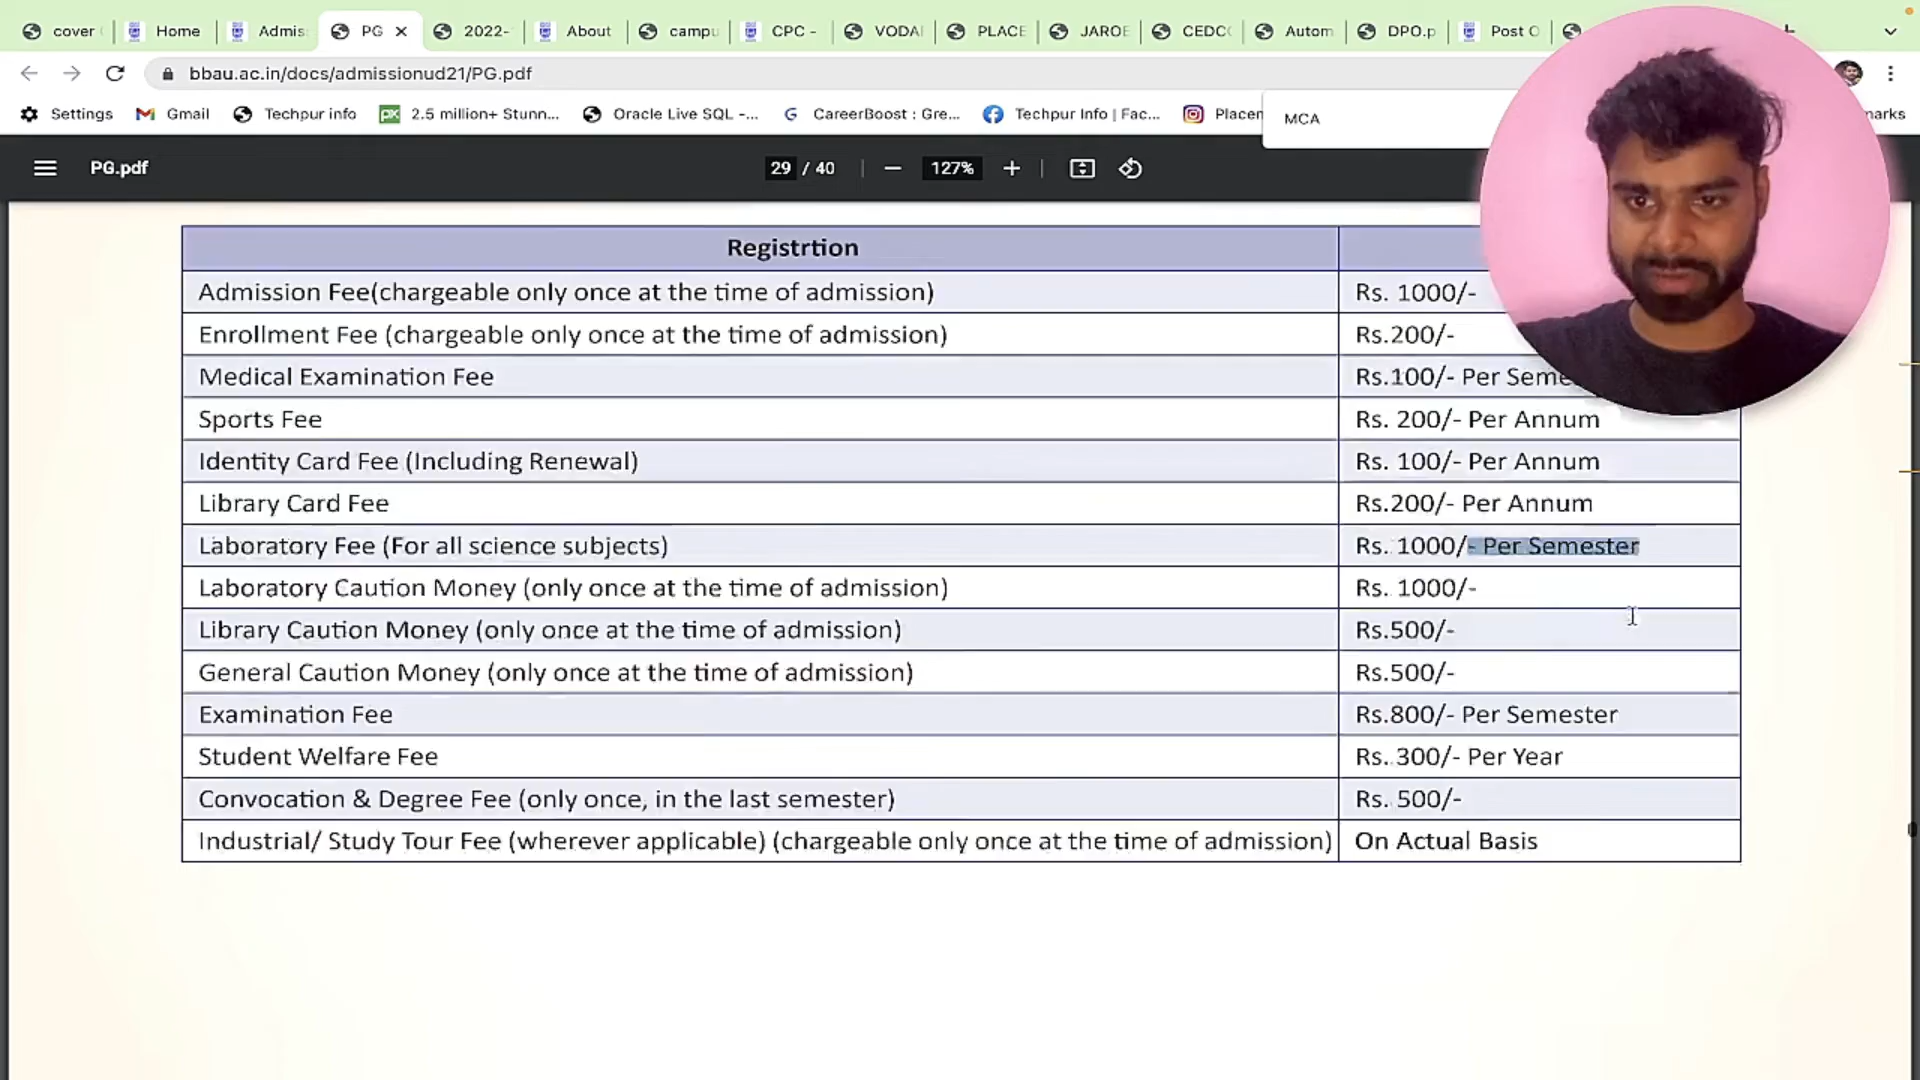 cover
Home
Admis
PG
2022-
About
campu
CPC -
VODAI
PLACE
JAROE
CEDCC
Autom
DPO.p
Post O
bbau.ac.in/docs/admissionud21/PG.pdf
Settings
Gmail
Techpur info
2.5 million+ Stunn...
Oracle Live SQL -...
CareerBoost : Gre...
Techpur Info | Fac...
Placen
MCA
PG.pdf
29 / 40
127%
Registrtion
Admission Fee(chargeable only once at the time of admission) Rs. 1000/-
Enrollment Fee (chargeable only once at the time of admission) Rs.200/-
Medical Examination Fee Rs.100/- Per Seme
Sports Fee Rs. 200/- Per Annum
Identity Card Fee (Including Renewal) Rs. 100/- Per Annum
Library Card Fee Rs.200/- Per Annum
Laboratory Fee (For all science subjects) Rs. 1000/- Per Semester
Laboratory Caution Money (only once at the time of admission) Rs. 1000/-
Library Caution Money (only once at the time of admission) Rs.500/-
General Caution Money (only once at the time of admission) Rs.500/-
Examination Fee Rs.800/- Per Semester
Student Welfare Fee Rs. 300/- Per Year
Convocation & Degree Fee (only once, in the last semester) Rs. 500/-
Industrial/ Study Tour Fee (wherever applicable) (chargeable only once at the time of admission) On Actual Basis